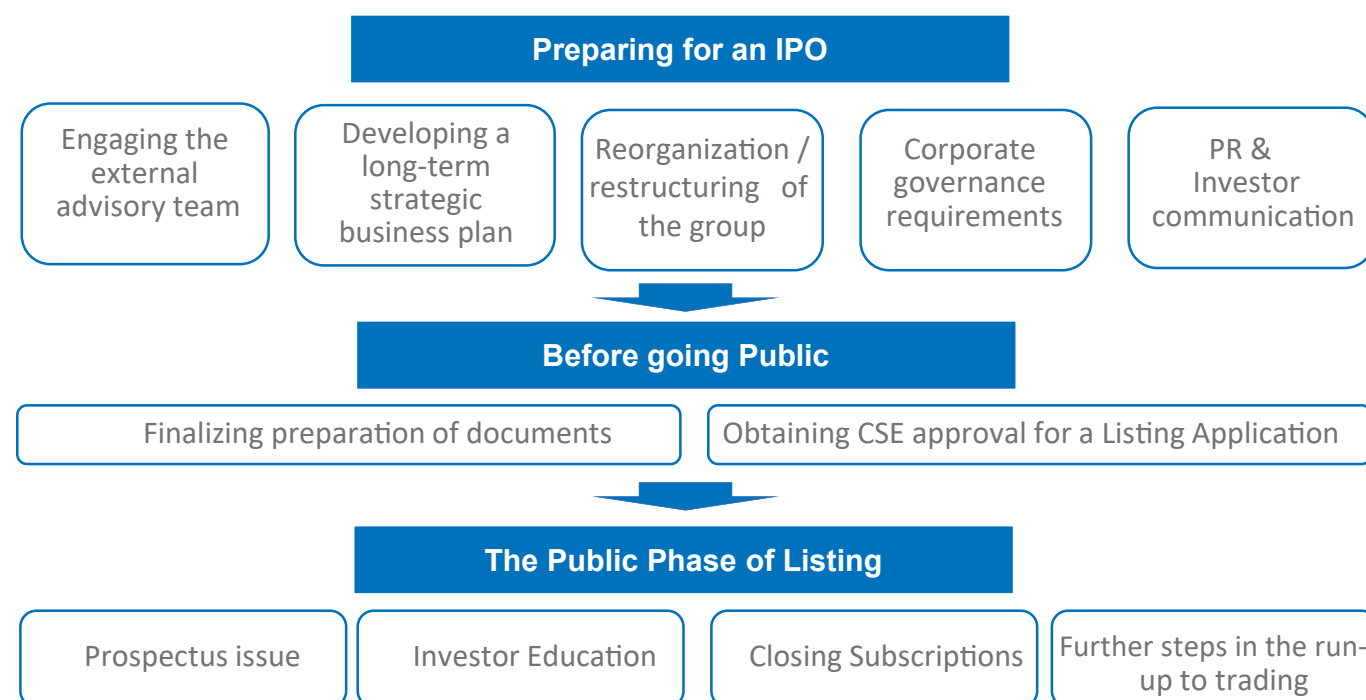 Preparing for an IPO
Engaging the
external
advisory team
Developing a
long-term
strategic
business plan
Reorganization /
restructuring of
the group
Corporate
governance
requirements
PR &
Investor
communication
Before going Public
Finalizing preparation of documents
Obtaining CSE approval for a Listing Application
The Public Phase of Listing
Prospectus issue
Investor Education
Closing Subscriptions
Further steps in the run-
up to trading